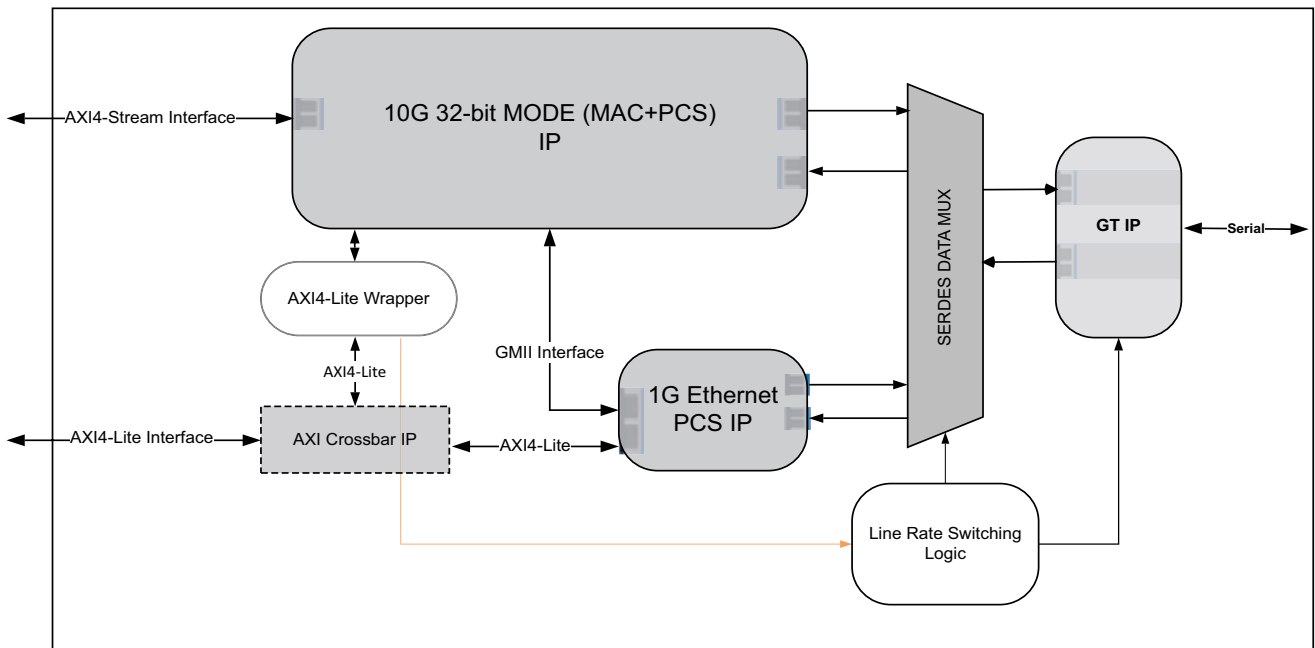 10G 32-bit MODE (MAC+PCS)
IP
AXI4-Stream Interface
SERDES DATA MUX
GT IP
Serial
AXI4-Lite Wrapper
GMII Interface
AXI4-Lite
1G Ethernet
PCS IP
AXI4-Lite Interface
AXI Crossbar IP
AXI4-Lite
Line Rate Switching
Logic